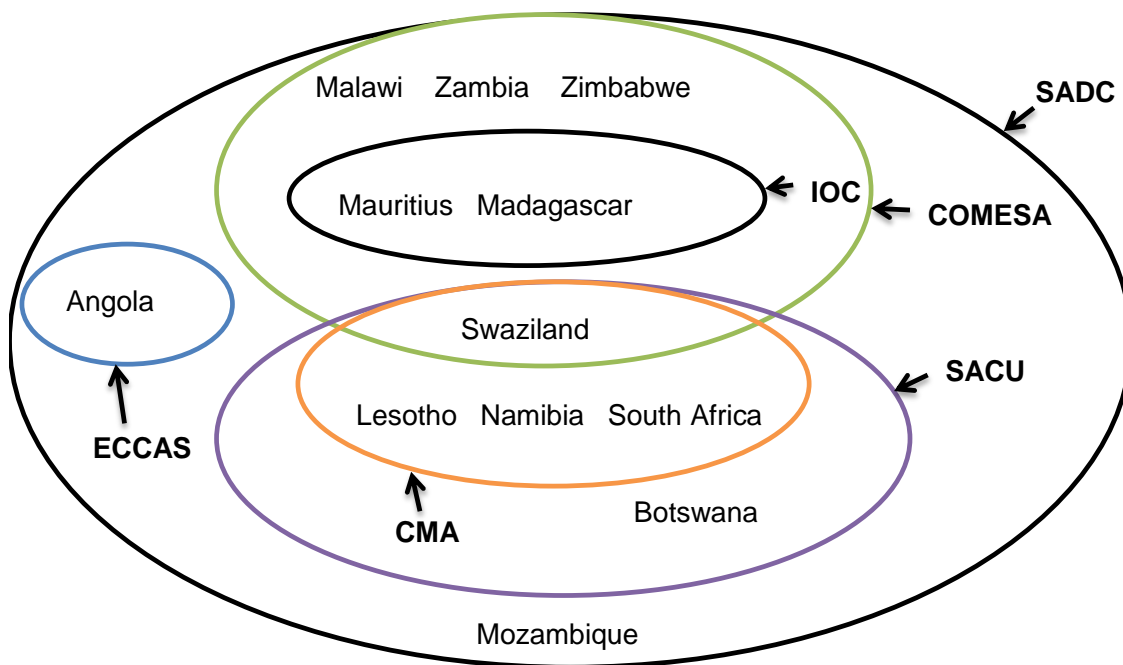 Malawi Zambia Zimbabwe
SADC
Mauritius Madagascar
IOC
COMESA
Angola
Swaziland
SACU
Lesotho Namibia South Africa
ECCAS
Botswana
CMA
Mozambique